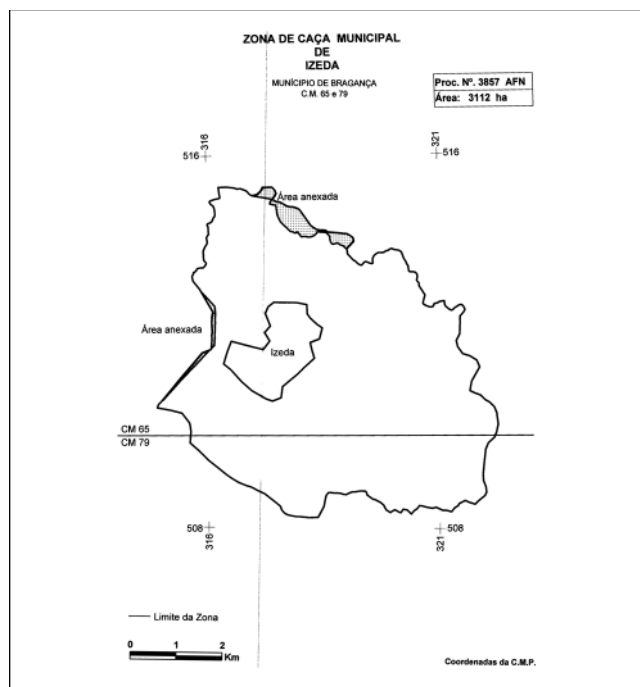 ZONA DE CAÇA MUNICIPAL
DE
IZEDA
MUNÍCIPIO DE BRAGANÇA
C.M. 65 e 79
Proc. Nº. 3857 AFN
Área: 3112 ha
316
516
321
516
Área anexada
Área anexada
Izeda
CM 65
CM 79
508
316
508
321
Limite da Zona
0 1 2
Km
Coordenadas da C.M.P.